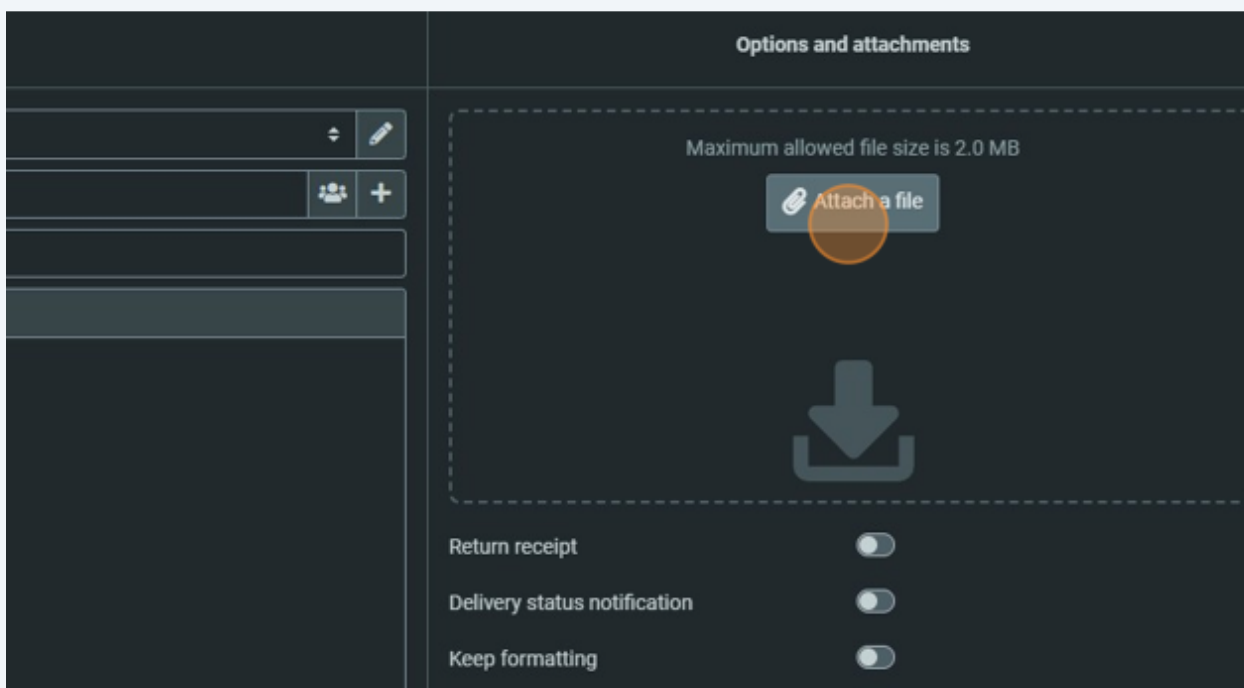 Options and attachments
Maximum allowed file size is 2.0 MB
Attach a file
Return receipt
Delivery status notification
Keep formatting